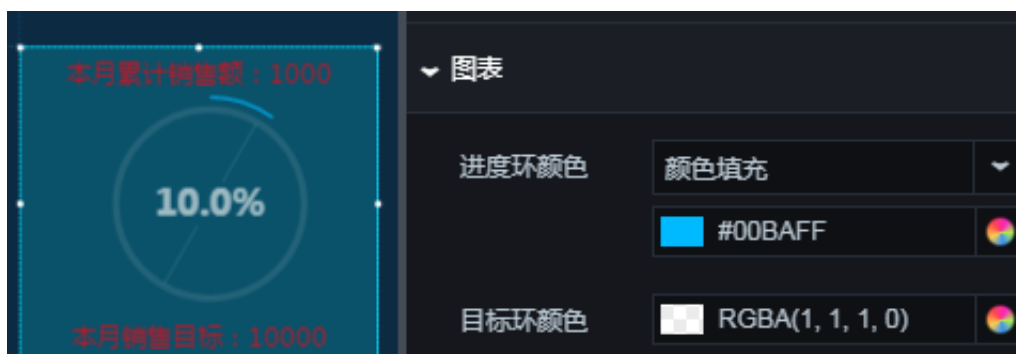 本月累计销售额：1000
10.0%
本月销售目标：10000
图表
进度环颜色
颜色填充
#00BAFF
目标环颜色
RGBA(1, 1, 1, 0)